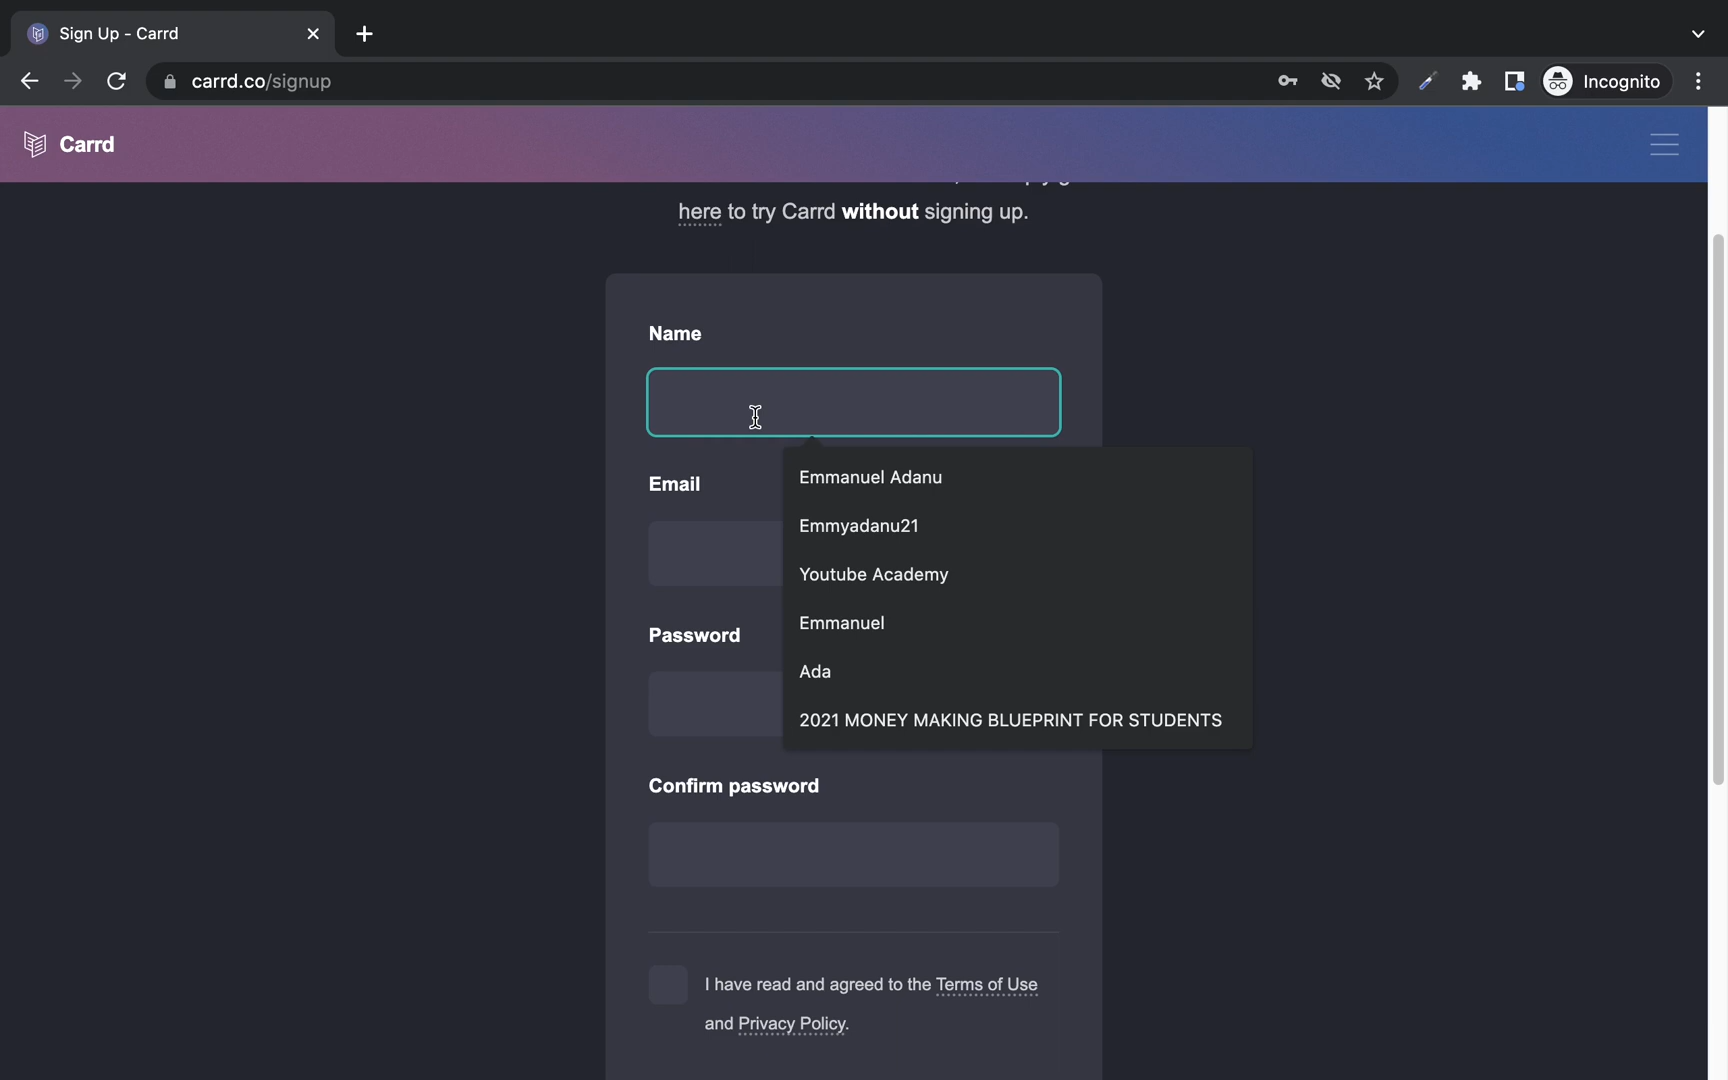 Sign Up - Carrd
carrd.co/signup
Incognito
Carrd
here to try Carrd without signing up.
Name
Emmanuel Adanu
Emmyadanu21
Youtube Academy
Emmanuel
Ada
2021 MONEY MAKING BLUEPRINT FOR STUDENTS
Email
Password
Confirm password
I have read and agreed to the Terms of Use
and Privacy Policy.